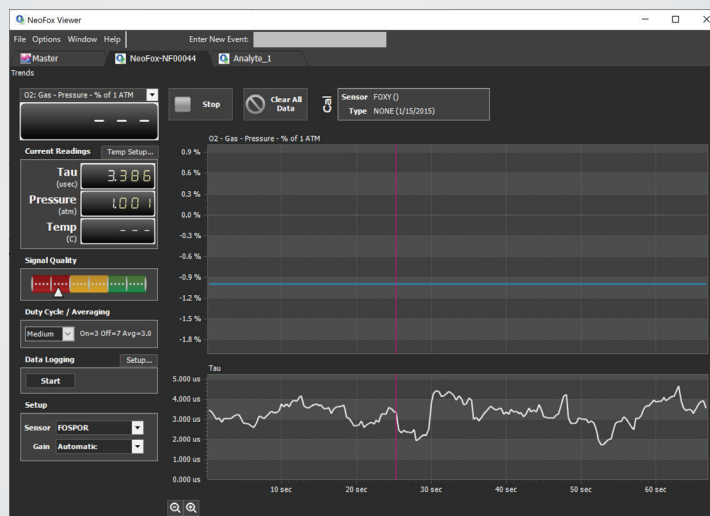 NeoFox Viewer
File Options Window Help Enter New Event:
Master NeoFox-NF00044 Analyte_1
Trends
O2: Gas - Pressure - % of 1 ATM
Stop
Clear All
Data
Cal
Sensor FOXY ()
Type NONE (1/15/2015)
- - -
Current Readings Temp Setup...
Tau
(usec)
3.386
Pressure
(atm)
1.001
Temp
(C)
- - -
Signal Quality
Duty Cycle / Averaging
Medium On=3 Off=7 Avg=3.0
Data Logging Setup...
Start
Setup
Sensor FOSPOR
Gain Automatic
O2 - Gas - Pressure - % of 1 ATM
0.9 %
0.6 %
0.3 %
0.0 %
-0.3 %
-0.6 %
-0.9 %
-1.2 %
-1.5 %
-1.8 %
Tau
5.000 us
4.000 us
3.000 us
2.000 us
1.000 us
0.000 us
10 sec 20 sec 30 sec 40 sec 50 sec 60 sec